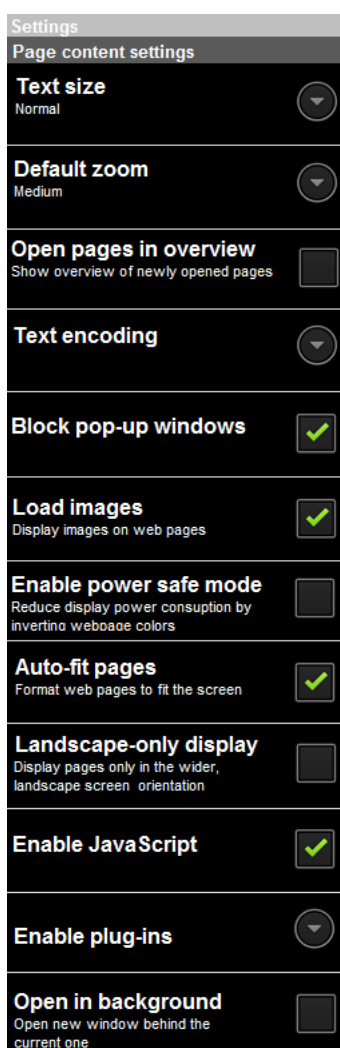 Settings
Page content settings
Text size
Normal
Default zoom
Medium
Open pages in overview
Show overview of newly opened pages
Text encoding
Block pop-up windows
Load images
Display images on web pages
Enable power safe mode
Reduce display power consuption by
inverting webpage colors
Auto-fit pages
Format web pages to fit the screen
Landscape-only display
Display pages only in the wider,
landscape screen orientation
Enable JavaScript
Enable plug-ins
Open in background
Open new window behind the
current one